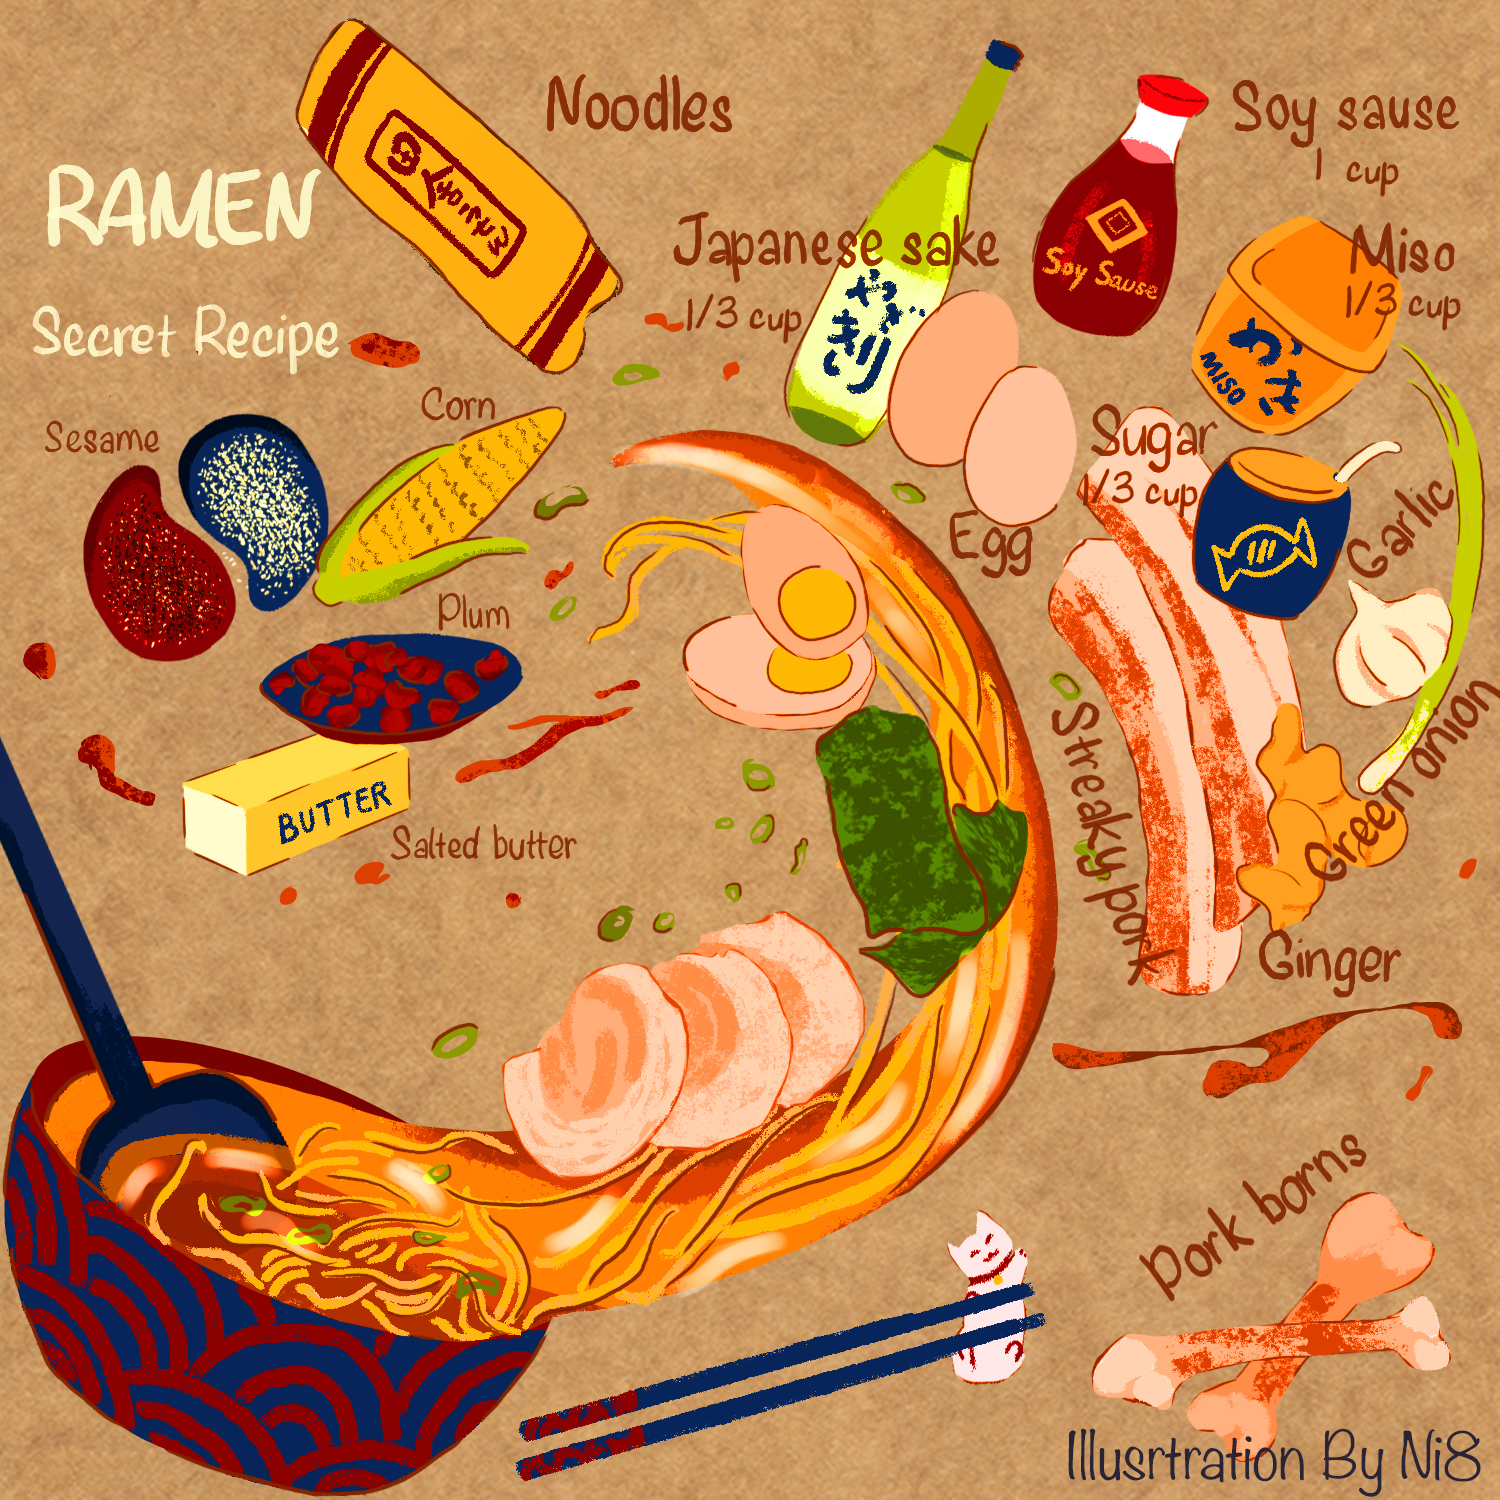 RAMEN
Secret Recipe
Noodles
Japanese sake
1/3 cup
Soy sause
1 cup
Soy Sause
Miso
1/3 cup
MISO
Sugar
1/3 cup
Egg
Garlic
Green onion
Streaky pork
Ginger
Corn
Sesame
Plum
BUTTER
Salted butter
Pork borns
Illusrtration By Ni8